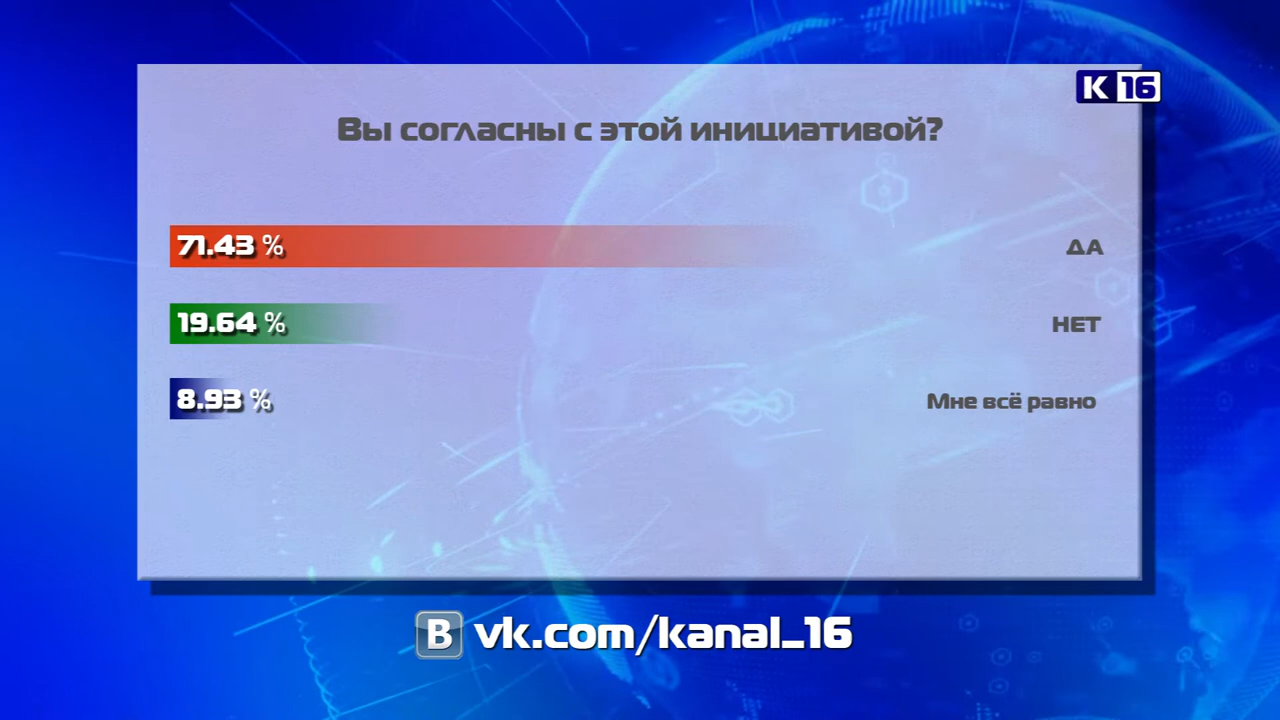 К 16
Вы согласны с этой инициативой?
71.43 % ДА
19.64 % НЕТ
8.93 % Мне всё равно
В vk.com/kanal_16